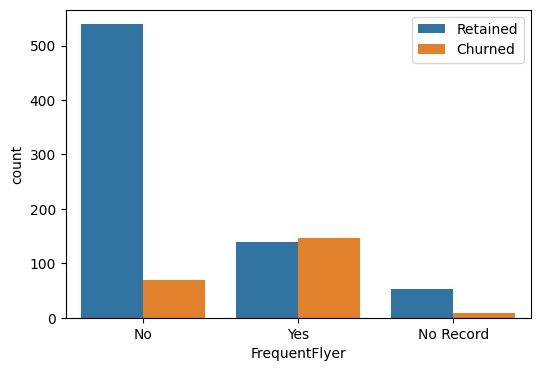 Retained
Churned
500
400
300
200
100
0
count
No
Yes
No Record
FrequentFlyer